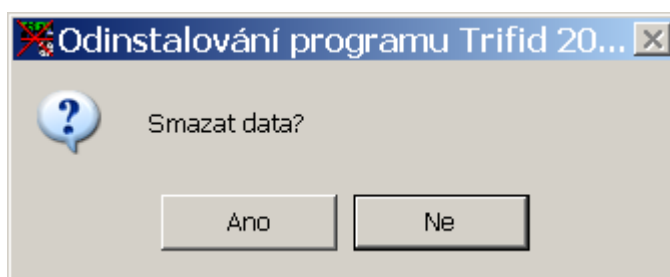 Odinstalování programu Trifid 20...
Smazat data?
Ano
Ne